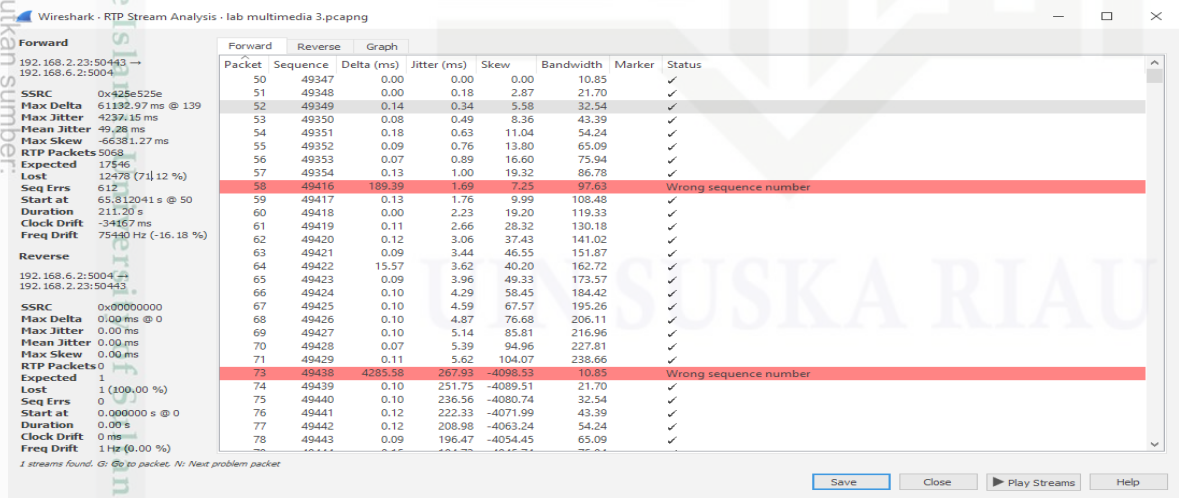 Wireshark · RTP Stream Analysis · lab multimedia 3.pcapng
Forward
192.168.2.23:50443 →
192.168.6.2:5004
SSRC 0x425e525e
Max Delta 61132.97 ms @ 139
Max Jitter 4237.15 ms
Mean Jitter 49.28 ms
Max Skew -66381.27 ms
RTP Packets 5068
Expected 17546
Lost 12478 (71,12 %)
Seq Errs 612
Start at 65.812041 s @ 50
Duration 211.20 s
Clock Drift -34167 ms
Freq Drift 75440 Hz (-16.18 %)
Reverse
192.168.6.2:5004 →
192.168.2.23:50443
SSRC 0x00000000
Max Delta 0.00 ms @ 0
Max Jitter 0.00 ms
Mean Jitter 0.00 ms
Max Skew 0.00 ms
RTP Packets 0
Expected 1
Lost 1 (100.00 %)
Seq Errs 0
Start at 0.000000 s @ 0
Duration 0.00 s
Clock Drift 0 ms
Freq Drift 1 Hz (0.00 %)
1 streams found. G: Go to packet, N: Next problem packet
Forward Reverse Graph
Packet Sequence Delta (ms) Jitter (ms) Skew Bandwidth Marker Status
50 49347 0.00 0.00 0.00 10.85 ✓
51 49348 0.00 0.18 2.87 21.70 ✓
52 49349 0.14 0.34 5.58 32.54 ✓
53 49350 0.08 0.49 8.36 43.39 ✓
54 49351 0.18 0.63 11.04 54.24 ✓
55 49352 0.09 0.76 13.80 65.09 ✓
56 49353 0.07 0.89 16.60 75.94 ✓
57 49354 0.13 1.00 19.32 86.78 ✓
58 49416 189.39 1.69 7.25 97.63 Wrong sequence number
59 49417 0.13 1.76 9.99 108.48 ✓
60 49418 0.00 2.23 19.20 119.33 ✓
61 49419 0.11 2.66 28.32 130.18 ✓
62 49420 0.12 3.06 37.43 141.02 ✓
63 49421 0.09 3.44 46.55 151.87 ✓
64 49422 15.57 3.62 40.20 162.72 ✓
65 49423 0.09 3.96 49.33 173.57 ✓
66 49424 0.10 4.29 58.45 184.42 ✓
67 49425 0.10 4.59 67.57 195.26 ✓
68 49426 0.10 4.87 76.68 206.11 ✓
69 49427 0.10 5.14 85.81 216.96 ✓
70 49428 0.07 5.39 94.96 227.81 ✓
71 49429 0.11 5.62 104.07 238.66 ✓
73 49438 4285.58 267.93 -4098.53 10.85 Wrong sequence number
74 49439 0.10 251.75 -4089.51 21.70 ✓
75 49440 0.10 236.56 -4080.74 32.54 ✓
76 49441 0.12 222.33 -4071.99 43.39 ✓
77 49442 0.12 208.98 -4063.24 54.24 ✓
78 49443 0.09 196.47 -4054.45 65.09 ✓
Save Close Play Streams Help
UIN SUSKA RIAU
utkan sumber:
Islamic University of Sultan